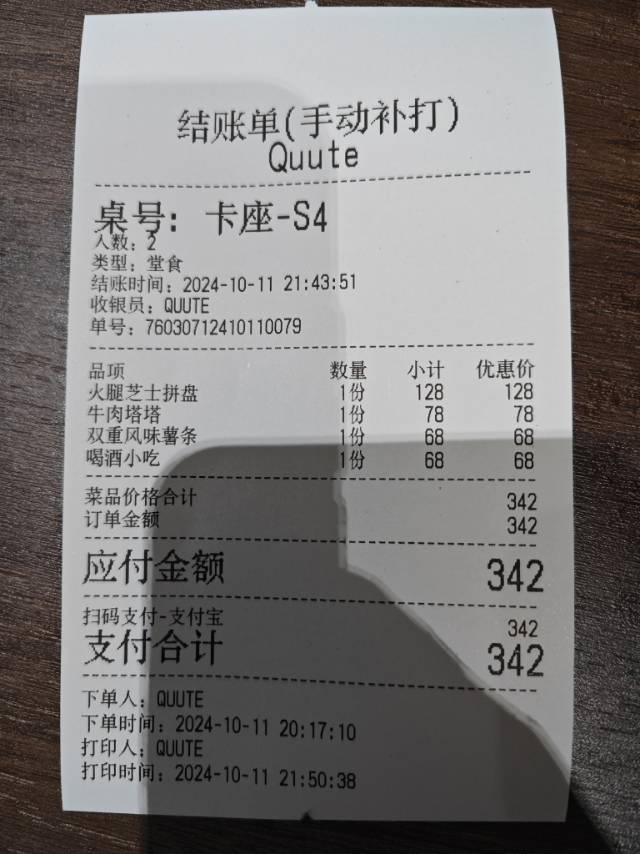 结账单(手动补打)
Quute
桌号: 卡座-S4
人数: 2
类型: 堂食
结账时间: 2024-10-11 21:43:51
收银员: QUUTE
单号: 76030712410110079
品项 数量 小计 优惠价
火腿芝士拼盘 1份 128 128
牛肉塔塔 1份 78 78
双重风味薯条 1份 68 68
喝酒小吃 1份 68 68
菜品价格合计 342
订单金额 342
应付金额 342
扫码支付-支付宝 342
支付合计 342
下单人: QUUTE
下单时间: 2024-10-11 20:17:10
打印人: QUUTE
打印时间: 2024-10-11 21:50:38